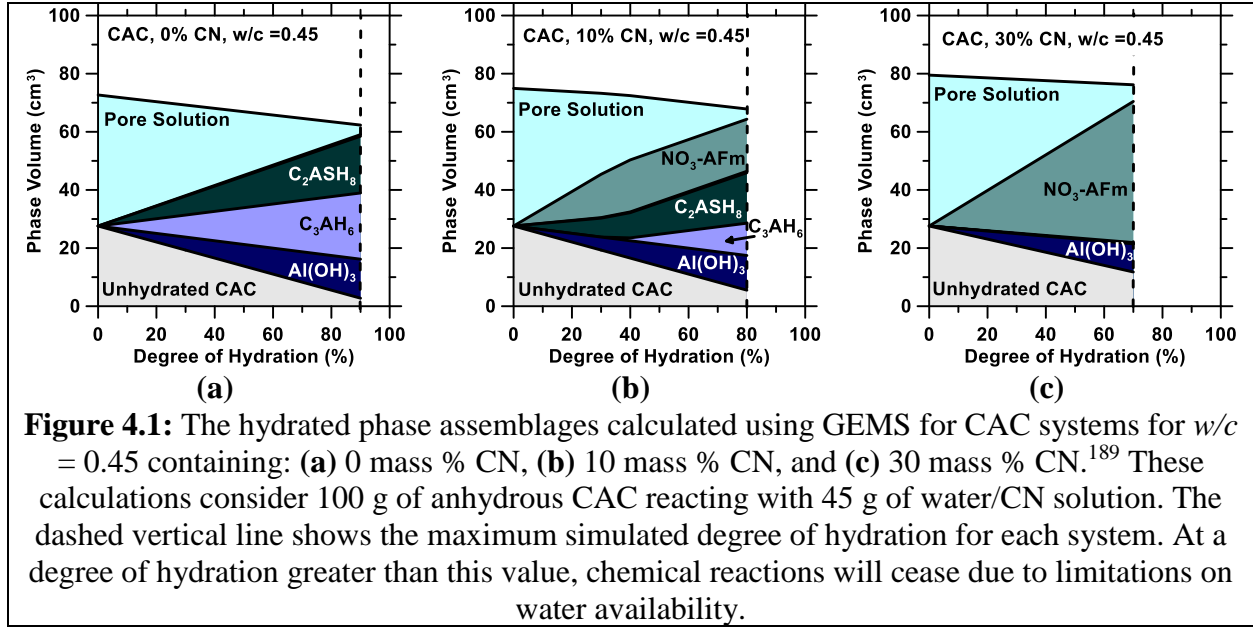 CAC, 0% CN, w/c =0.45
100
80
60
40
20
0
Phase Volume (cm³)
Pore Solution
C₂ASH₈
C₃AH₆
Al(OH)₃
Unhydrated CAC
0 20 40 60 80 100
Degree of Hydration (%)
(a)
CAC, 10% CN, w/c =0.45
100
80
60
40
20
0
Phase Volume (cm³)
Pore Solution
NO₃-AFm
C₂ASH₈
C₃AH₆
Al(OH)₃
Unhydrated CAC
0 20 40 60 80 100
Degree of Hydration (%)
(b)
CAC, 30% CN, w/c =0.45
100
80
60
40
20
0
Phase Volume (cm³)
Pore Solution
NO₃-AFm
Al(OH)₃
Unhydrated CAC
0 20 40 60 80 100
Degree of Hydration (%)
(c)
Figure 4.1: The hydrated phase assemblages calculated using GEMS for CAC systems for w/c
= 0.45 containing: (a) 0 mass % CN, (b) 10 mass % CN, and (c) 30 mass % CN.¹⁸⁹ These
calculations consider 100 g of anhydrous CAC reacting with 45 g of water/CN solution. The
dashed vertical line shows the maximum simulated degree of hydration for each system. At a
degree of hydration greater than this value, chemical reactions will cease due to limitations on
water availability.